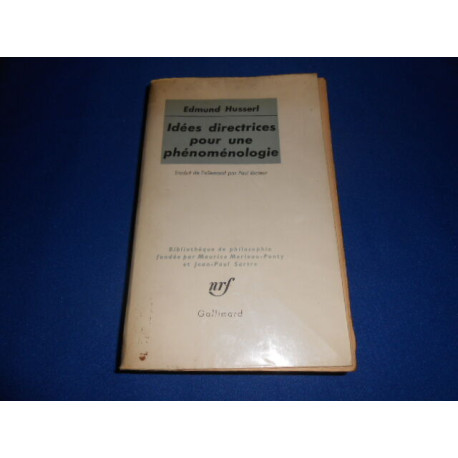 Edmund Husserl
Idées directrices
pour une
phénoménologie
Traduit de l'allemand par Paul Ricœur
Bibliothèque de philosophie
fondée par Maurice Merleau-Ponty
et Jean-Paul Sartre
nrf
Gallimard